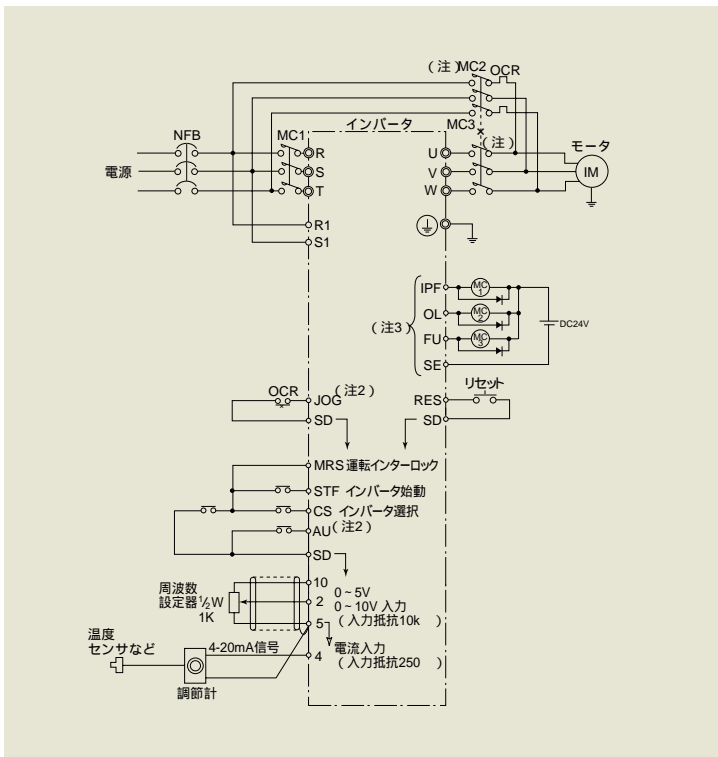 (注)MC2 OCR
MC3
(注)
インバータ
NFB
MC1
モータ
R
U
電源
S
V
IM
T
W
R1
S1
IPF
MC
1
OL
MC
2
DC24V
(注3)
FU
MC
3
SE
OCR
JOG(注2)
RES
リセット
SD
SD
MRS 運転インターロック
STF インバータ始動
CS インバータ選択
AU(注2)
SD
10
周波数
設定器½W
1K
2
0~5V
0~10V 入力
(入力抵抗10k )
5
温度
センサなど
4-20mA信号
4
電流入力
(入力抵抗250 )
調節計